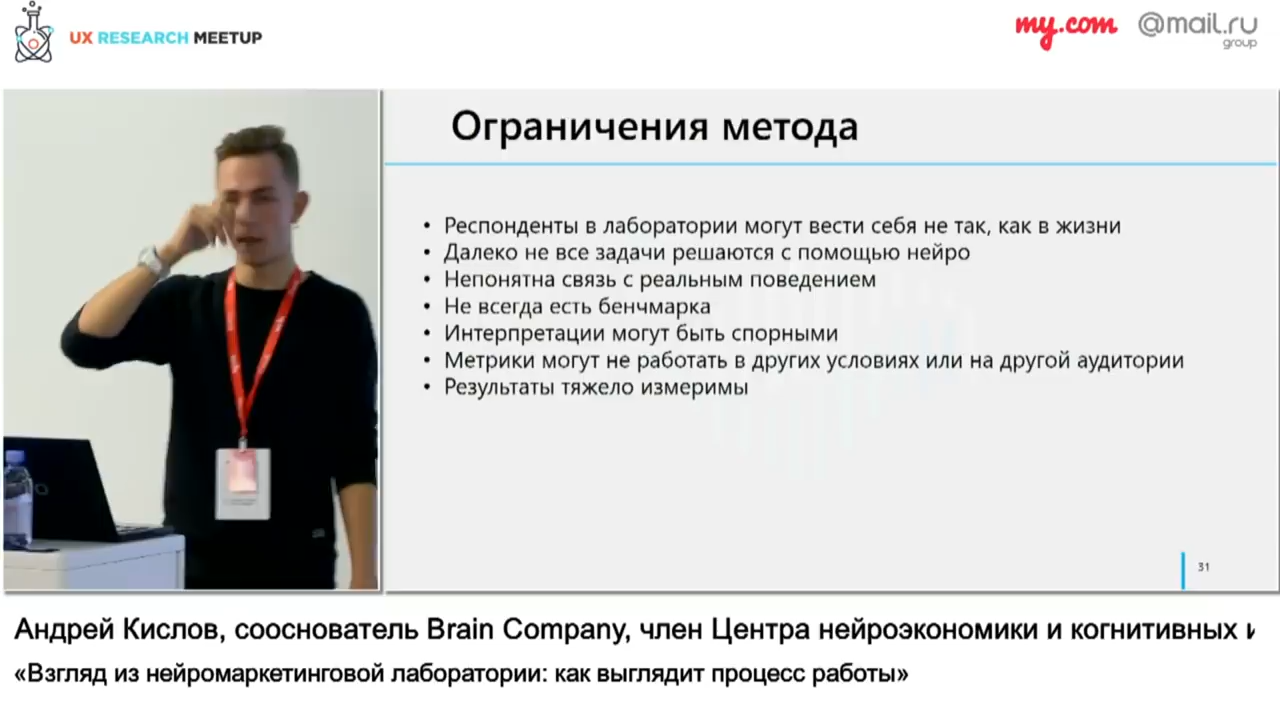 UX RESEARCH MEETUP
my.com @mail.ru group
Ограничения метода
• Респонденты в лаборатории могут вести себя не так, как в жизни
• Далеко не все задачи решаются с помощью нейро
• Непонятна связь с реальным поведением
• Не всегда есть бенчмарка
• Интерпретации могут быть спорными
• Метрики могут не работать в других условиях или на другой аудитории
• Результаты тяжело измеримы
31
Андрей Кислов, сооснователь Brain Company, член Центра нейроэкономики и когнитивных
«Взгляд из нейромаркетинговой лаборатории: как выглядит процесс работы»